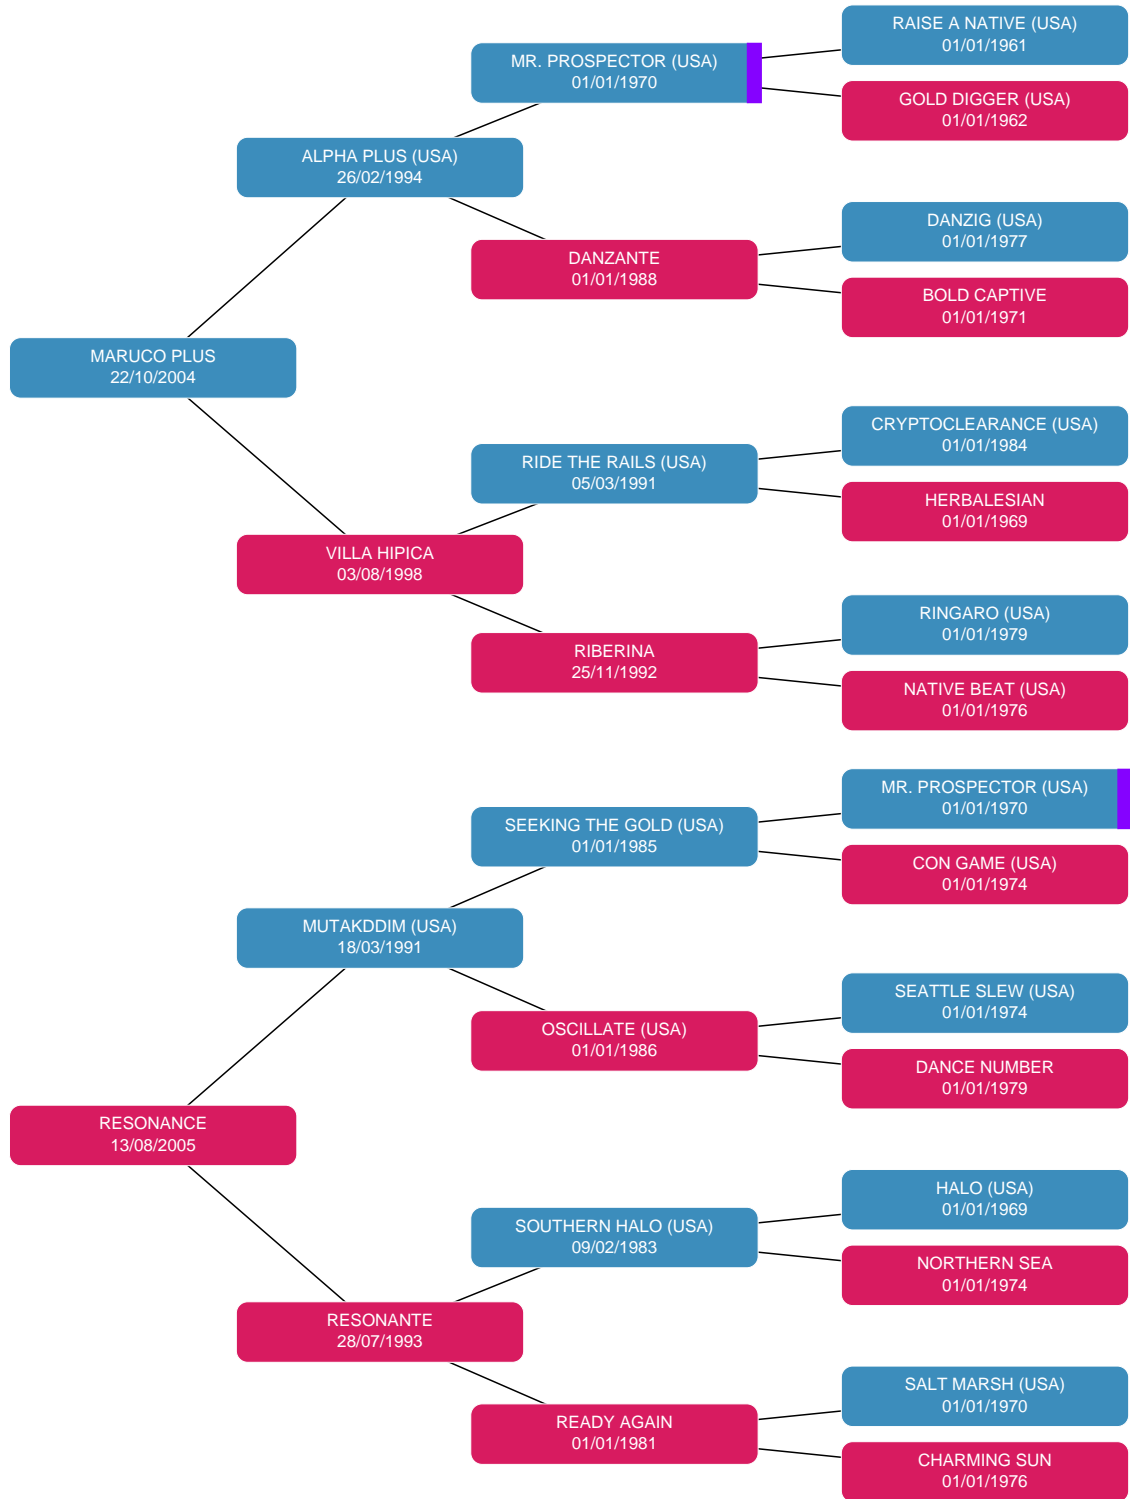 RAISE A NATIVE (USA)
01/01/1961
MR. PROSPECTOR (USA)
01/01/1970
GOLD DIGGER (USA)
01/01/1962
ALPHA PLUS (USA)
26/02/1994
DANZIG (USA)
01/01/1977
DANZANTE
01/01/1988
BOLD CAPTIVE
01/01/1971
MARUCO PLUS
22/10/2004
CRYPTOCLEARANCE (USA)
01/01/1984
RIDE THE RAILS (USA)
05/03/1991
HERBALESIAN
01/01/1969
VILLA HIPICA
03/08/1998
RINGARO (USA)
01/01/1979
RIBERINA
25/11/1992
NATIVE BEAT (USA)
01/01/1976
MR. PROSPECTOR (USA)
01/01/1970
SEEKING THE GOLD (USA)
01/01/1985
CON GAME (USA)
01/01/1974
MUTAKDDIM (USA)
18/03/1991
SEATTLE SLEW (USA)
01/01/1974
OSCILLATE (USA)
01/01/1986
DANCE NUMBER
01/01/1979
RESONANCE
13/08/2005
HALO (USA)
01/01/1969
SOUTHERN HALO (USA)
09/02/1983
NORTHERN SEA
01/01/1974
RESONANTE
28/07/1993
SALT MARSH (USA)
01/01/1970
READY AGAIN
01/01/1981
CHARMING SUN
01/01/1976